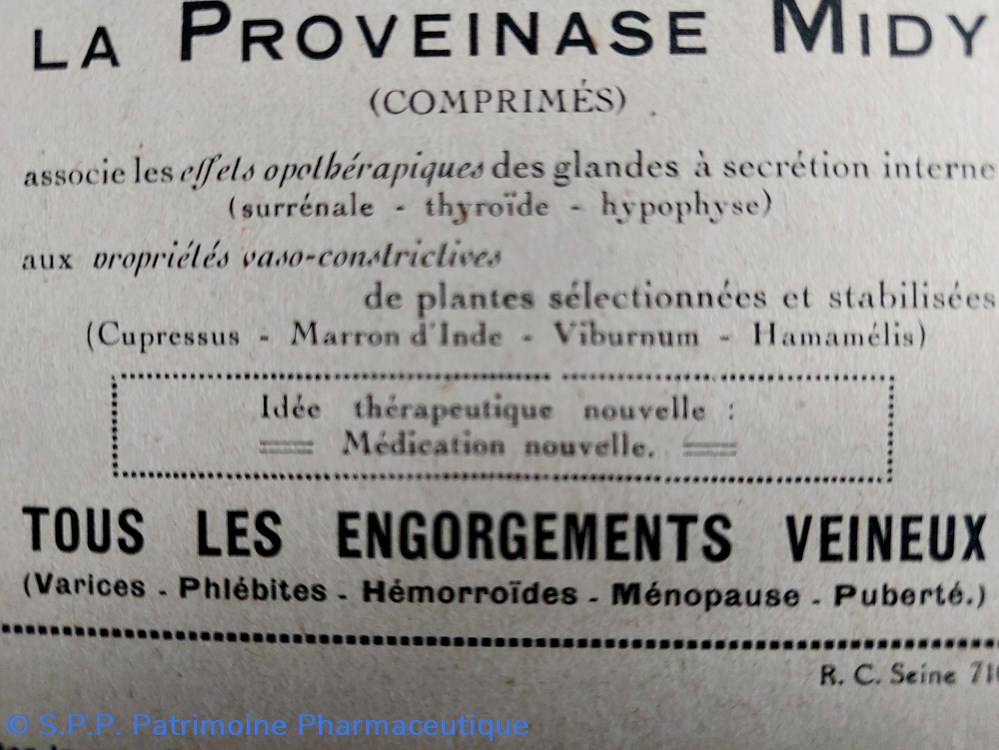 LA PROVEINASE MIDY
(COMPRIMÉS)
associe les effets opothérapiques des glandes à secrétion interne
(surrénale - thyroïde - hypophyse)
aux propriétés vaso-constrictives
de plantes sélectionnées et stabilisées
(Cupressus - Marron d'Inde - Viburnum - Hamamélis)
Idée thérapeutique nouvelle :
Médication nouvelle.
TOUS LES ENGORGEMENTS VEINEUX
(Varices - Phlébites - Hémorroïdes - Ménopause - Puberté.)
R. C. Seine
© S.P.P. Patrimoine Pharmaceutique